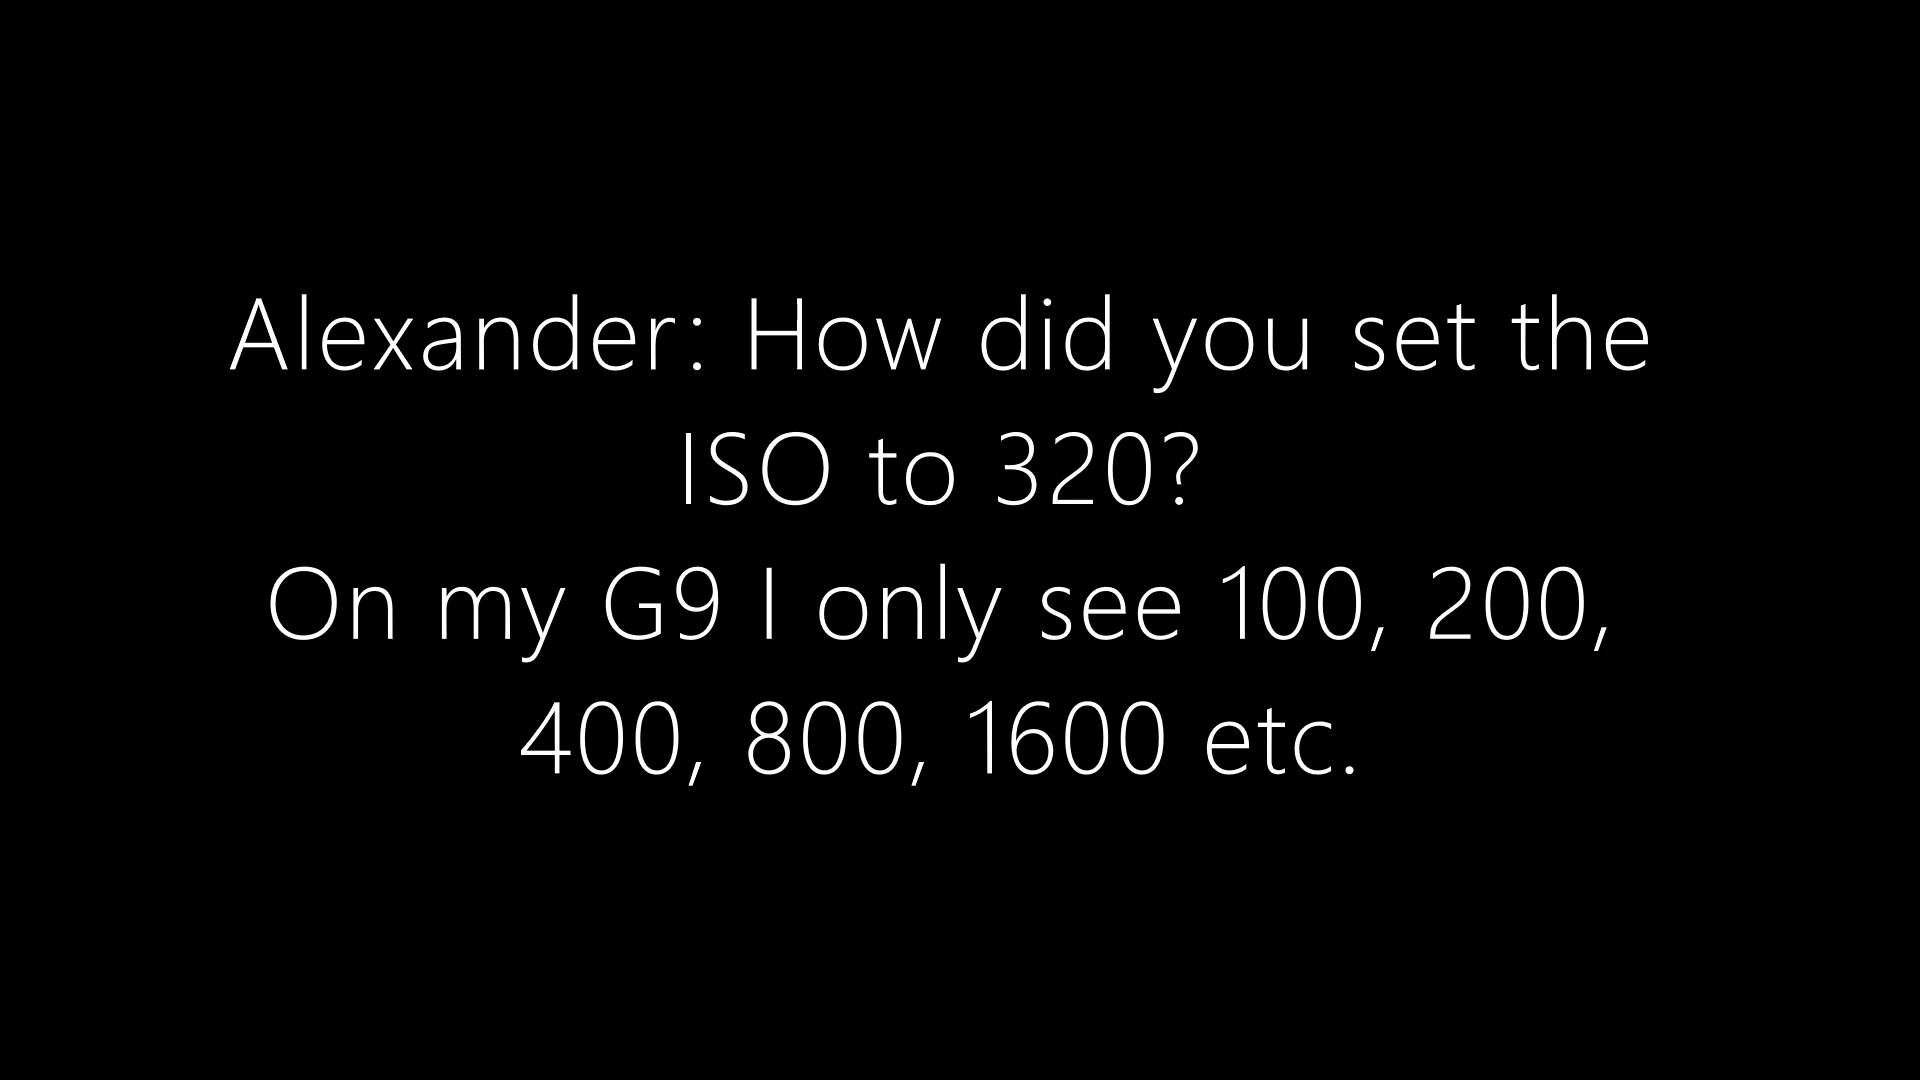 Alexander: How did you set the
ISO to 320?
On my G9 I only see 100, 200,
400, 800, 1600 etc.